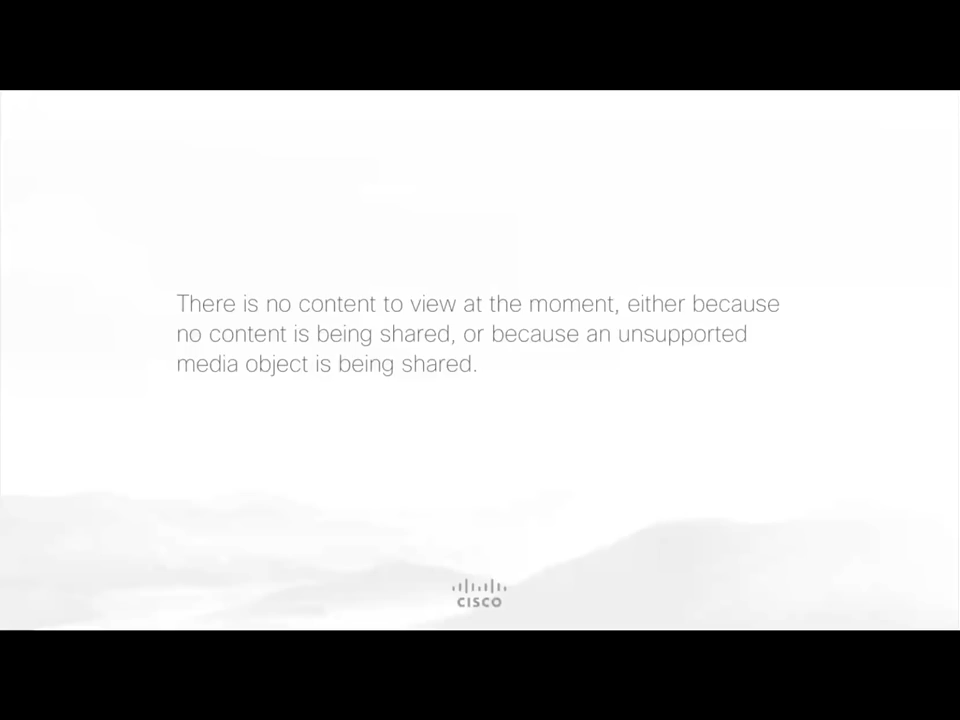 There is no content to view at the moment, either because
no content is being shared, or because an unsupported
media object is being shared.
CISCO